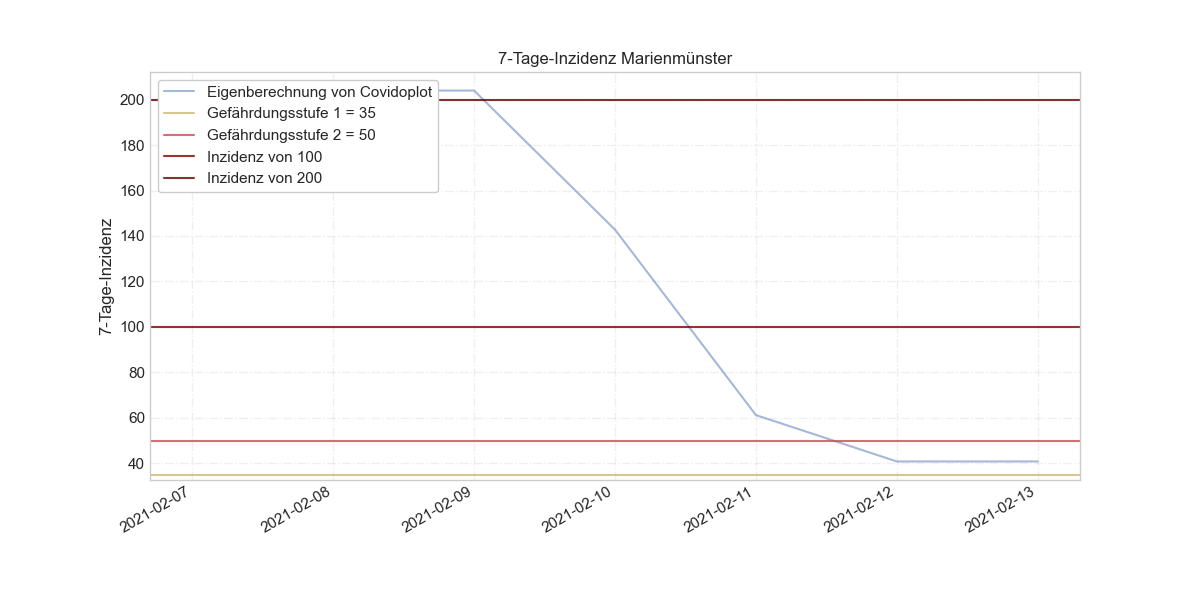 7-Tage-Inzidenz Marienmünster
Eigenberechnung von Covidoplot
Gefährdungsstufe 1 = 35
Gefährdungsstufe 2 = 50
Inzidenz von 100
Inzidenz von 200
7-Tage-Inzidenz
200
180
160
140
120
100
80
60
40
2021-02-07
2021-02-08
2021-02-09
2021-02-10
2021-02-11
2021-02-12
2021-02-13